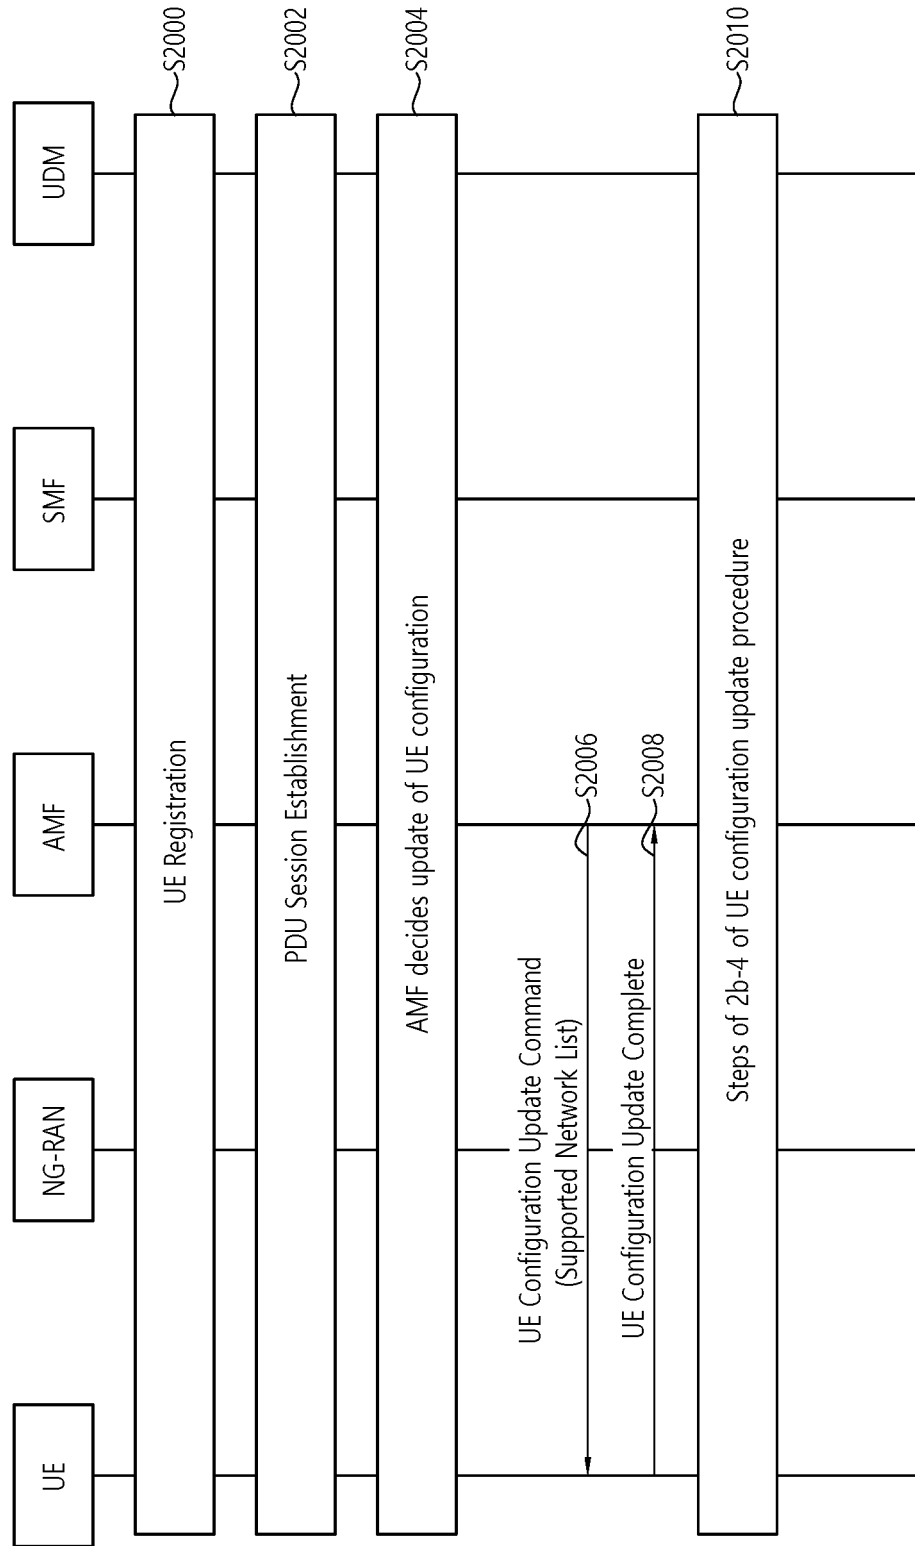 UE
NG-RAN
AMF
SMF
UDM
UE Registration
S2000
PDU Session Establishment
S2002
AMF decides update of UE configuration
S2004
UE Configuration Update Command
(Supported Network List)
S2006
UE Configuration Update Complete
S2008
Steps of 2b-4 of UE configuration update procedure
S2010